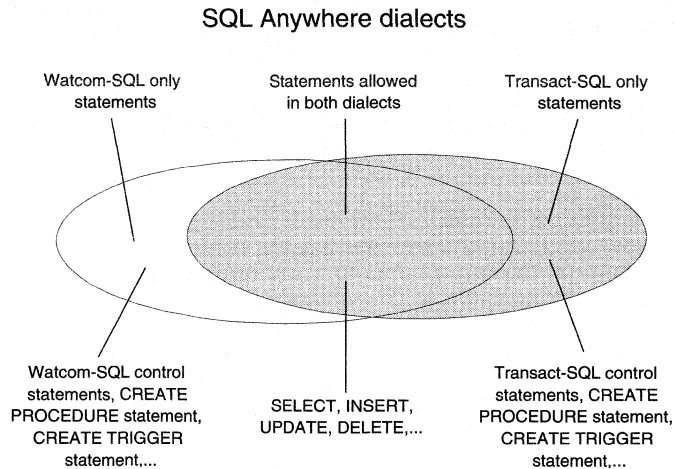 SQL Anywhere dialects
Watcom-SQL only
statements
Statements allowed
in both dialects
Transact-SQL only
statements
Watcom-SQL control
statements, CREATE
PROCEDURE statement,
CREATE TRIGGER
statement,...
SELECT, INSERT,
UPDATE, DELETE,...
Transact-SQL control
statements, CREATE
PROCEDURE statement,
CREATE TRIGGER
statement,...